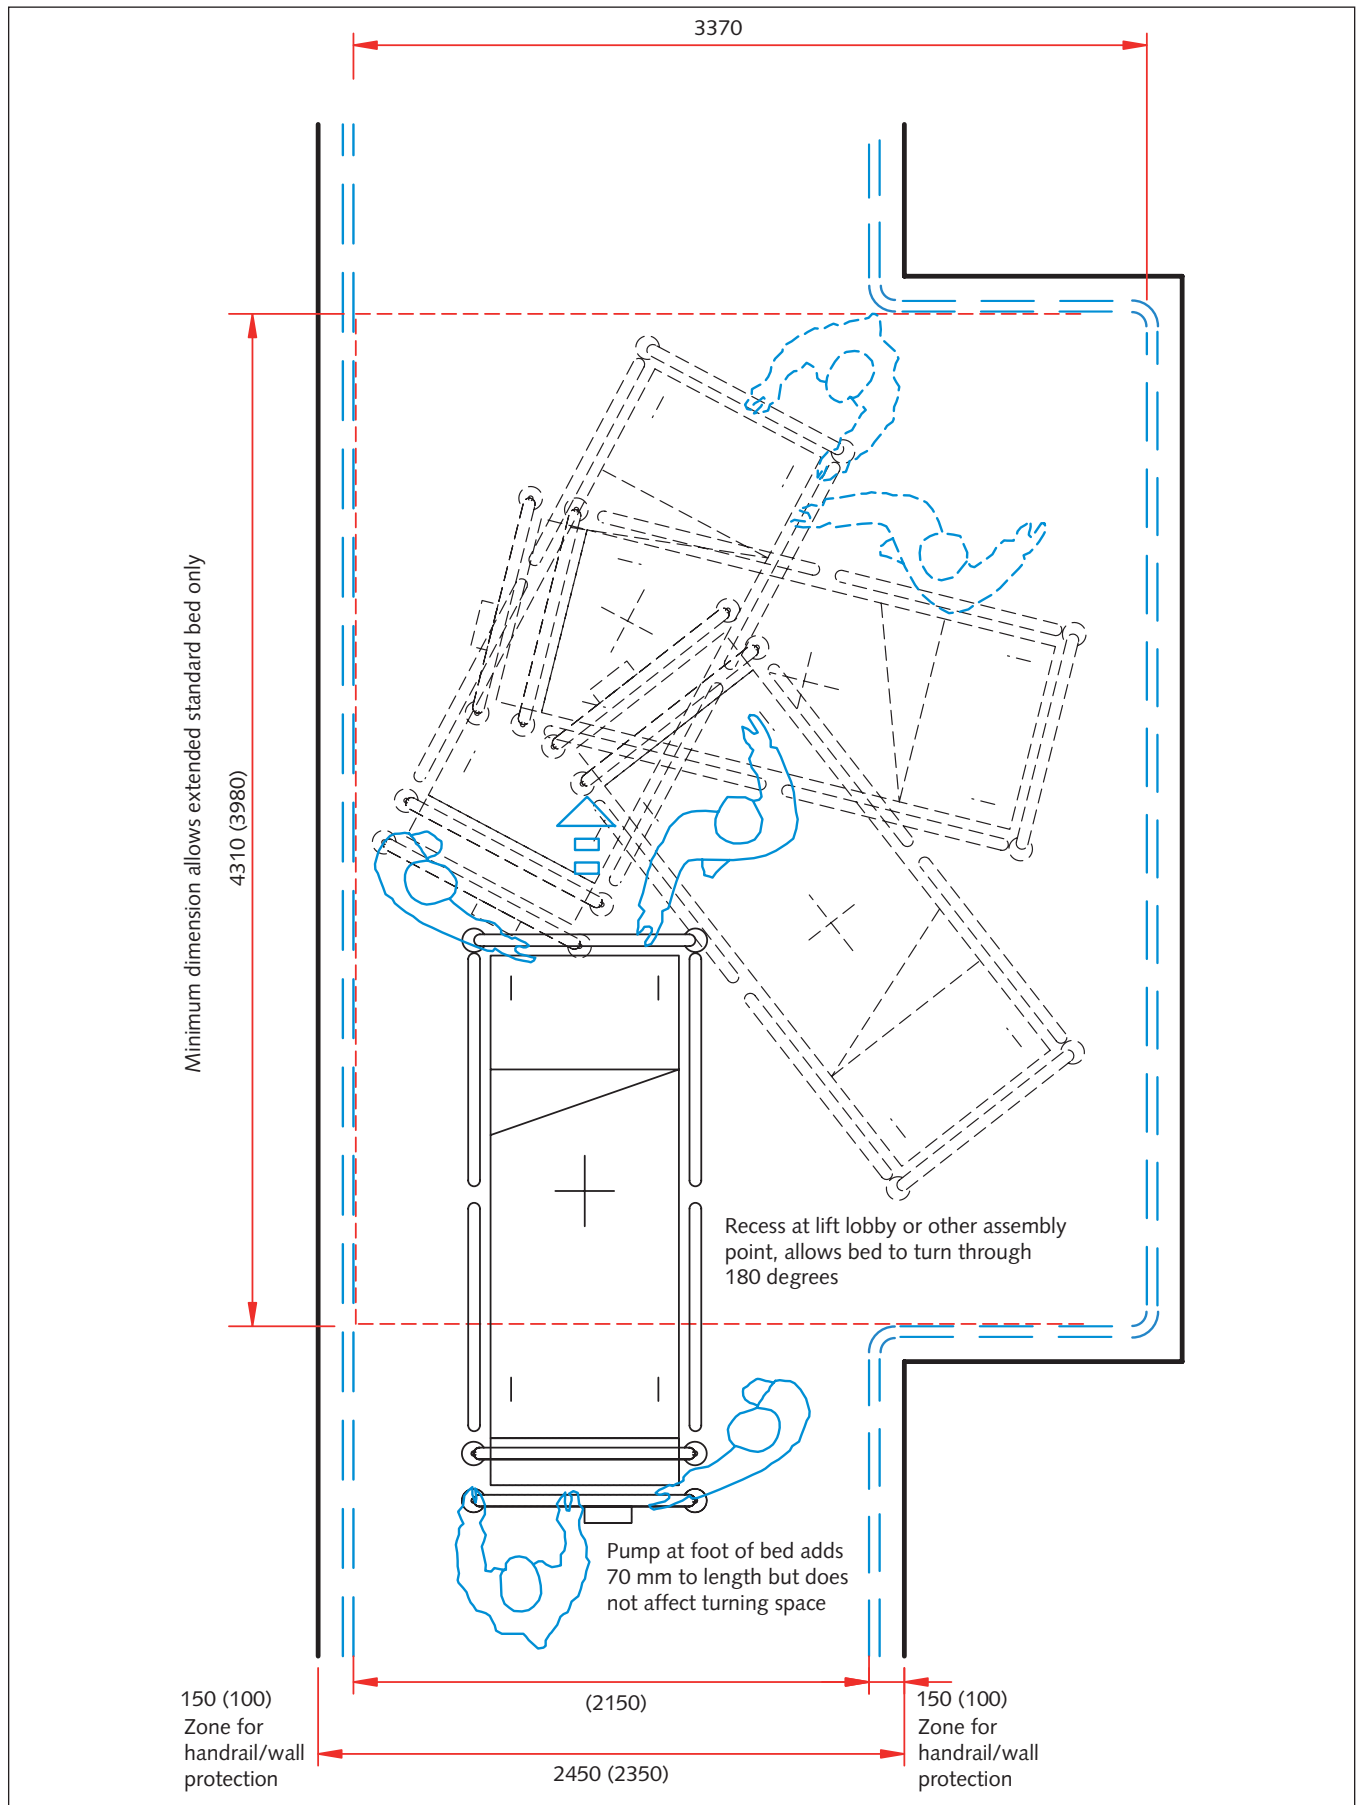 3370
Minimum dimension allows extended standard bed only
4310 (3980)
Recess at lift lobby or other assembly
point, allows bed to turn through
180 degrees
Pump at foot of bed adds
70 mm to length but does
not affect turning space
150 (100)
Zone for
handrail/wall
protection
(2150)
150 (100)
Zone for
handrail/wall
protection
2450 (2350)